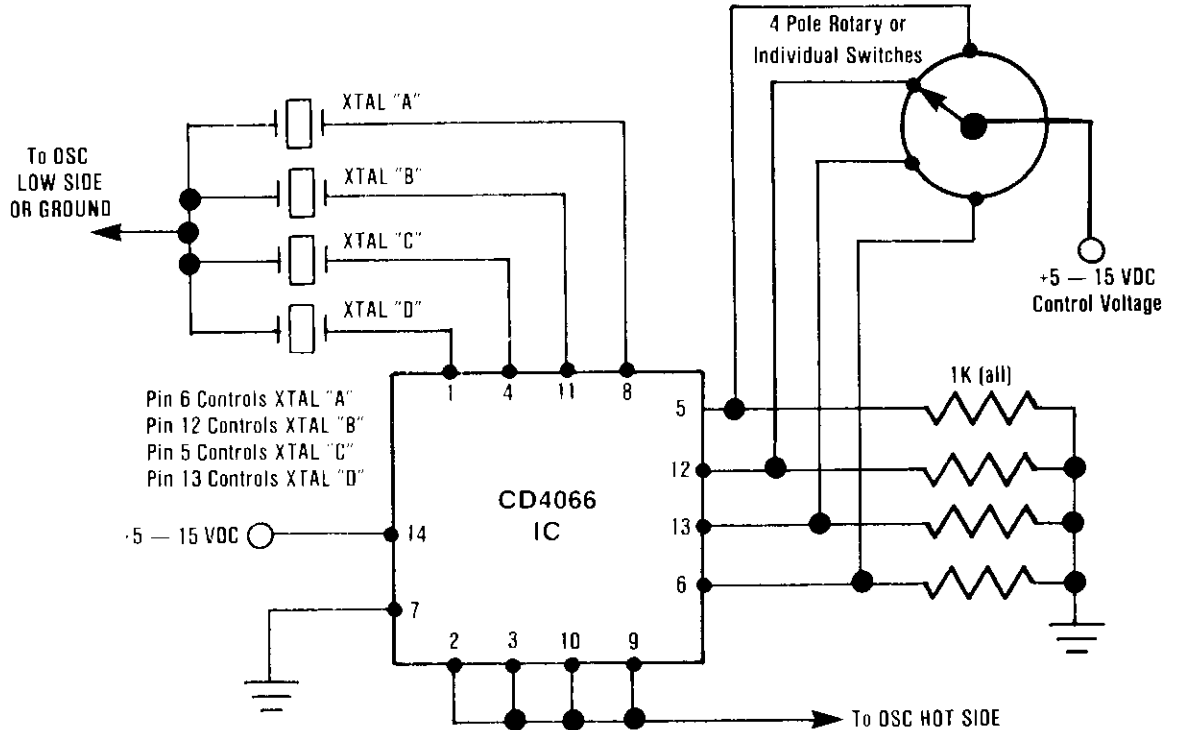 4 Pole Rotary or
Individual Switches
XTAL "A"
To OSC
LOW SIDE
OR GROUND
XTAL "B"
XTAL "C"
XTAL "D"
+5 — 15 VDC
Control Voltage
1 4 11 8
1K (all)
Pin 6 Controls XTAL "A"
Pin 12 Controls XTAL "B"
Pin 5 Controls XTAL "C"
Pin 13 Controls XTAL "D"
5
12
CD4066
IC
13
·5 — 15 VDC
14
6
7
2 3 10 9
To OSC HOT SIDE